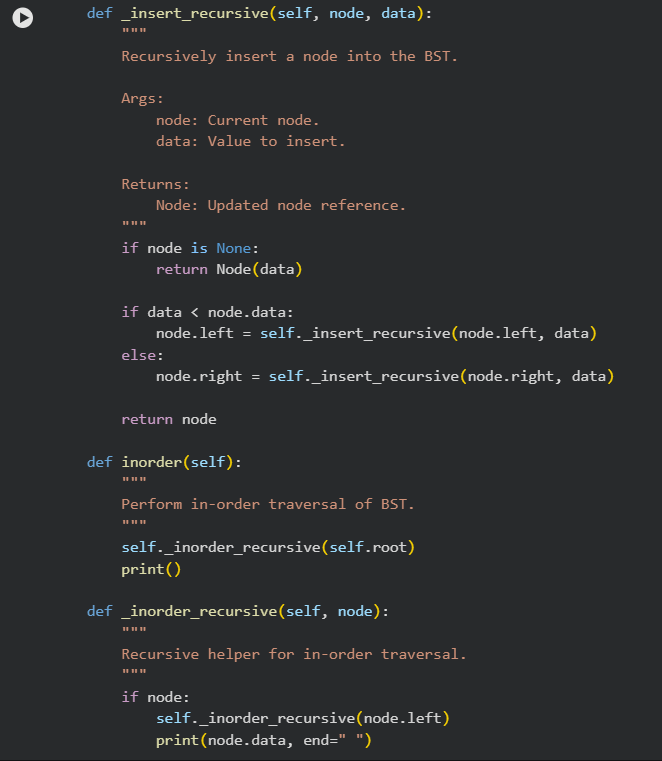 def _insert_recursive(self, node, data):
"""
Recursively insert a node into the BST.
Args:
node: Current node.
data: Value to insert.
Returns:
Node: Updated node reference.
"""
if node is None:
return Node(data)
if data < node.data:
node.left = self._insert_recursive(node.left, data)
else:
node.right = self._insert_recursive(node.right, data)
return node
def inorder(self):
"""
Perform in-order traversal of BST.
"""
self._inorder_recursive(self.root)
print()
def _inorder_recursive(self, node):
"""
Recursive helper for in-order traversal.
"""
if node:
self._inorder_recursive(node.left)
print(node.data, end=" ")